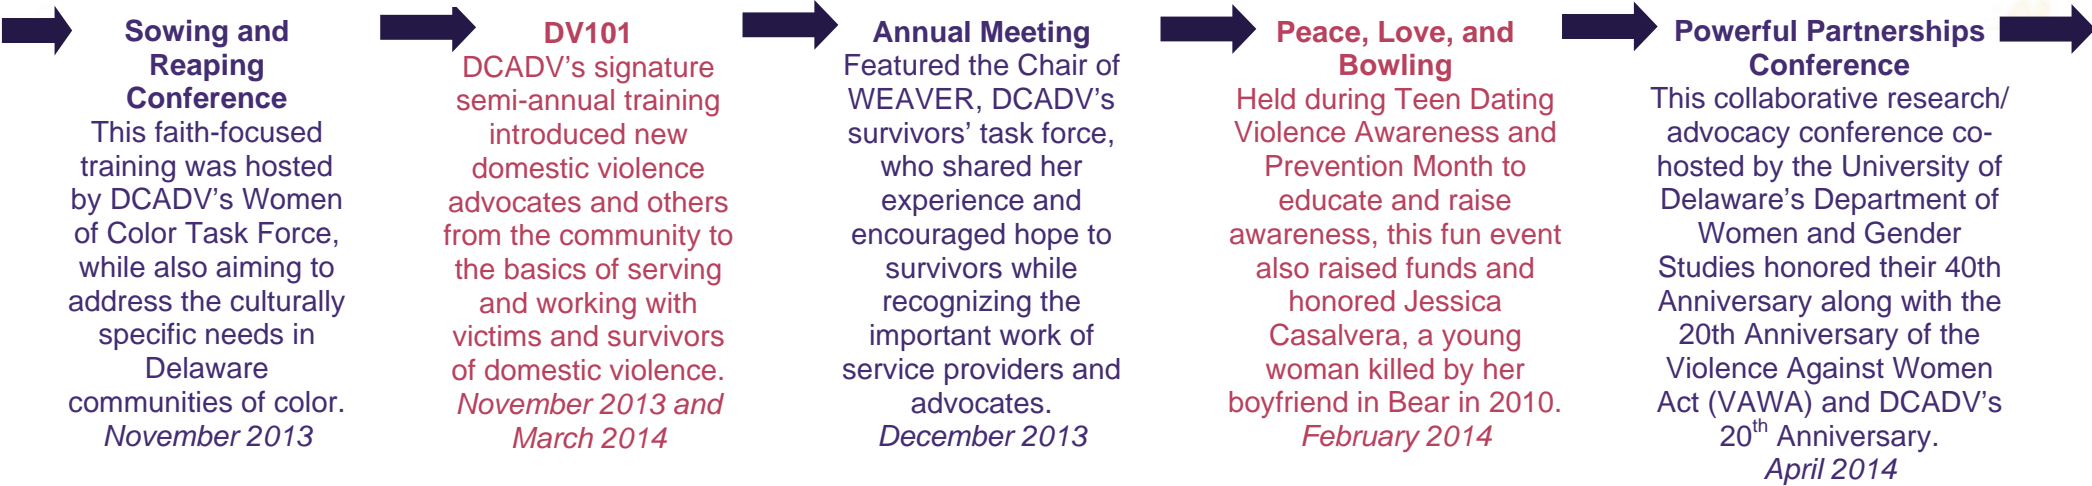 Sowing and
Reaping
Conference
This faith-focused
training was hosted
by DCADV’s Women
of Color Task Force,
while also aiming to
address the culturally
specific needs in
Delaware
communities of color.
November 2013
DV101
DCADV’s signature
semi-annual training
introduced new
domestic violence
advocates and others
from the community to
the basics of serving
and working with
victims and survivors
of domestic violence.
November 2013 and
March 2014
Annual Meeting
Featured the Chair of
WEAVER, DCADV’s
survivors’ task force,
who shared her
experience and
encouraged hope to
survivors while
recognizing the
important work of
service providers and
advocates.
December 2013
Peace, Love, and
Bowling
Held during Teen Dating
Violence Awareness and
Prevention Month to
educate and raise
awareness, this fun event
also raised funds and
honored Jessica
Casalvera, a young
woman killed by her
boyfriend in Bear in 2010.
February 2014
Powerful Partnerships
Conference
This collaborative research/
advocacy conference co-
hosted by the University of
Delaware’s Department of
Women and Gender
Studies honored their 40th
Anniversary along with the
20th Anniversary of the
Violence Against Women
Act (VAWA) and DCADV’s
20th Anniversary.
April 2014